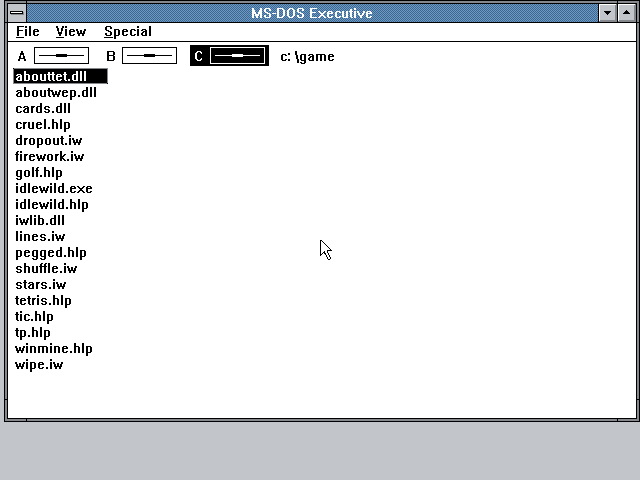 MS-DOS Executive
File View Special
A B C c: \game
abouttet.dll
aboutwep.dll
cards.dll
cruel.hlp
dropout.iw
firework.iw
golf.hlp
idlewild.exe
idlewild.hlp
iwlib.dll
lines.iw
pegged.hlp
shuffle.iw
stars.iw
tetris.hlp
tic.hlp
tp.hlp
winmine.hlp
wipe.iw